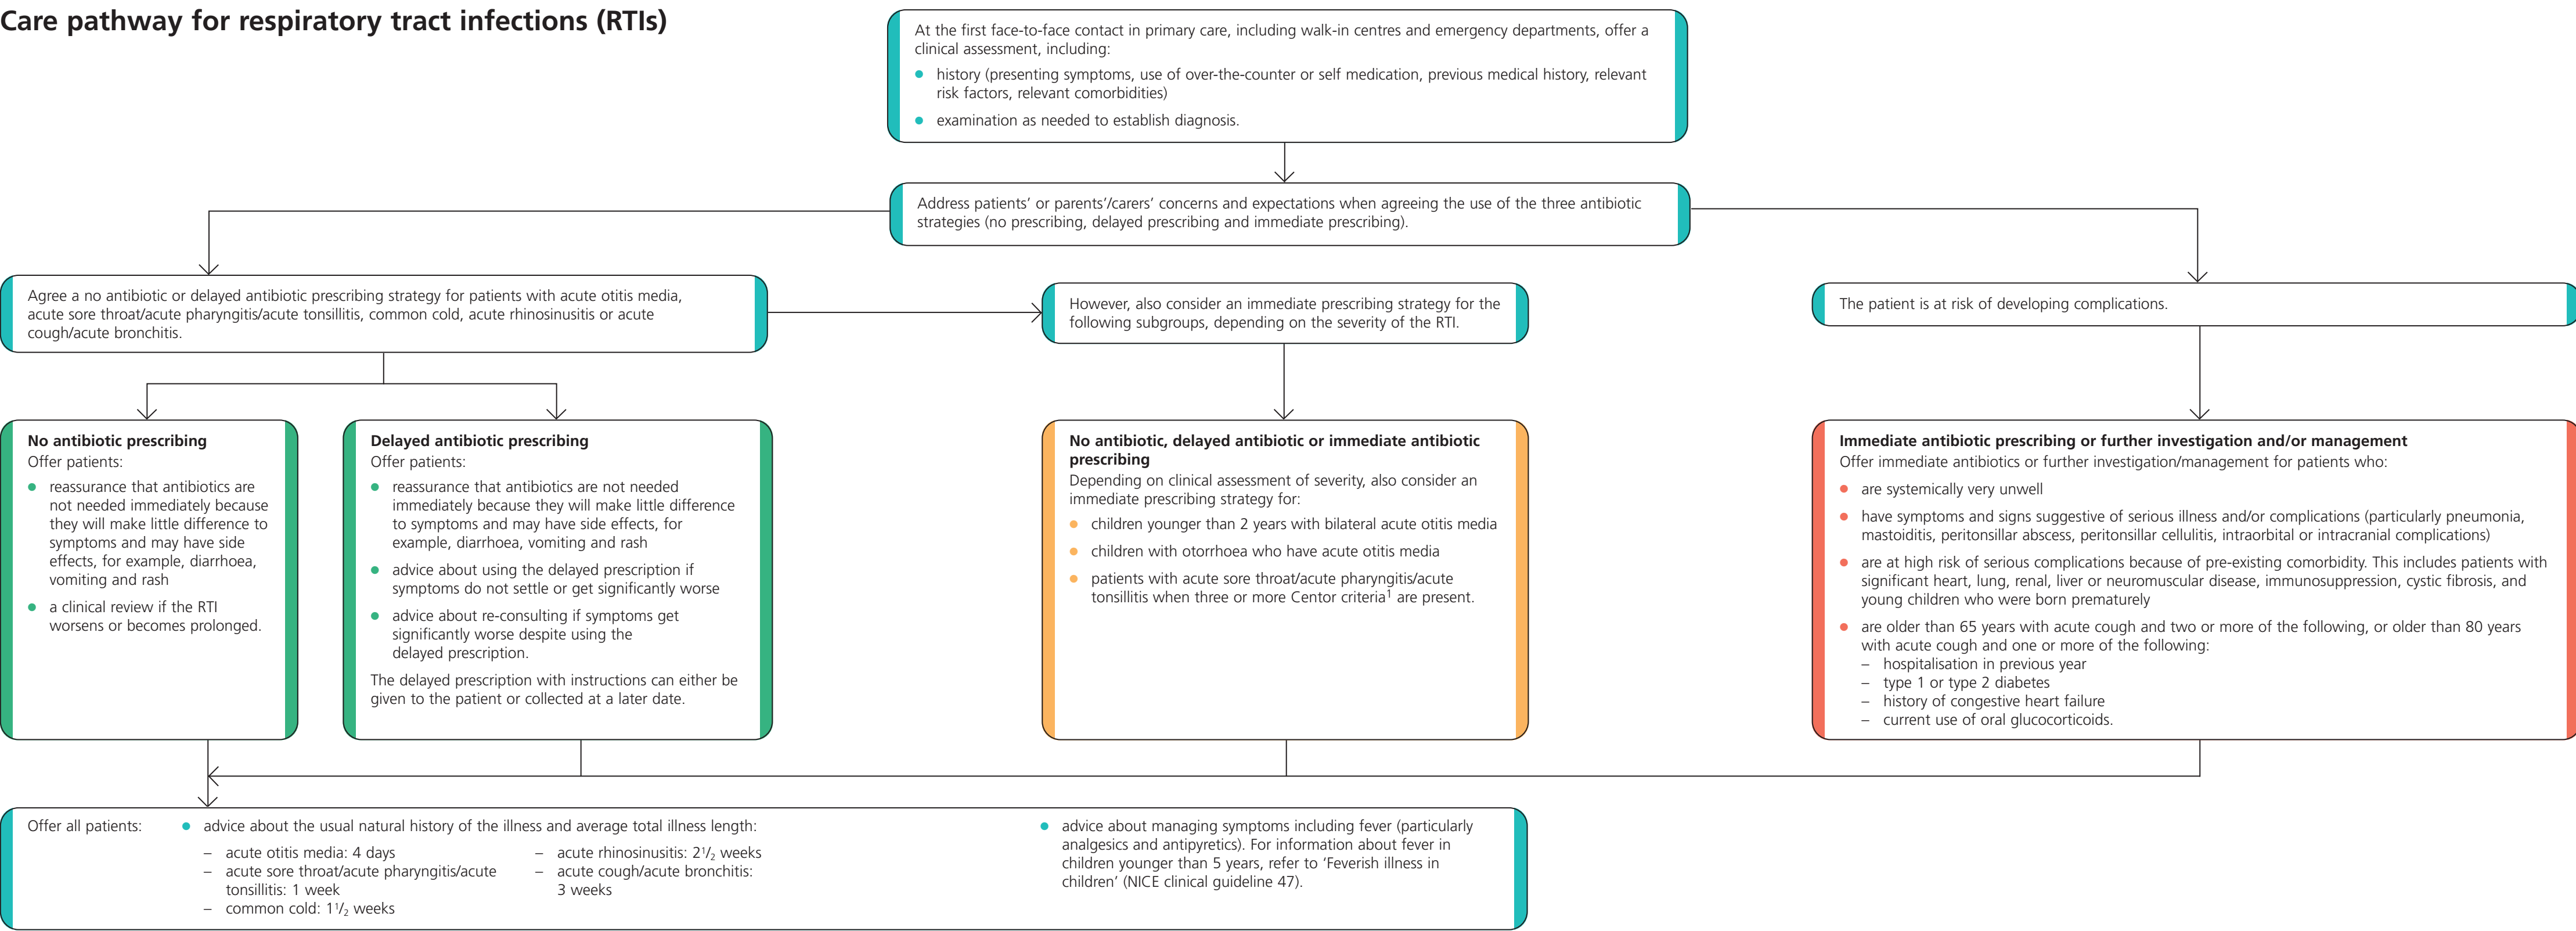 Care pathway for respiratory tract infections (RTIs)
At the first face-to-face contact in primary care, including walk-in centres and emergency departments, offer a
clinical assessment, including:
● history (presenting symptoms, use of over-the-counter or self medication, previous medical history, relevant
risk factors, relevant comorbidities)
● examination as needed to establish diagnosis.
Address patients’ or parents’/carers’ concerns and expectations when agreeing the use of the three antibiotic
strategies (no prescribing, delayed prescribing and immediate prescribing).
Agree a no antibiotic or delayed antibiotic prescribing strategy for patients with acute otitis media,
acute sore throat/acute pharyngitis/acute tonsillitis, common cold, acute rhinosinusitis or acute
cough/acute bronchitis.
However, also consider an immediate prescribing strategy for the
following subgroups, depending on the severity of the RTI.
The patient is at risk of developing complications.
No antibiotic prescribing
Offer patients:
● reassurance that antibiotics are
not needed immediately because
they will make little difference to
symptoms and may have side
effects, for example, diarrhoea,
vomiting and rash
● a clinical review if the RTI
worsens or becomes prolonged.
Delayed antibiotic prescribing
Offer patients:
● reassurance that antibiotics are not needed
immediately because they will make little difference
to symptoms and may have side effects, for
example, diarrhoea, vomiting and rash
● advice about using the delayed prescription if
symptoms do not settle or get significantly worse
● advice about re-consulting if symptoms get
significantly worse despite using the
delayed prescription.
The delayed prescription with instructions can either be
given to the patient or collected at a later date.
No antibiotic, delayed antibiotic or immediate antibiotic
prescribing
Depending on clinical assessment of severity, also consider an
immediate prescribing strategy for:
● children younger than 2 years with bilateral acute otitis media
● children with otorrhoea who have acute otitis media
● patients with acute sore throat/acute pharyngitis/acute
tonsillitis when three or more Centor criteria¹ are present.
Immediate antibiotic prescribing or further investigation and/or management
Offer immediate antibiotics or further investigation/management for patients who:
● are systemically very unwell
● have symptoms and signs suggestive of serious illness and/or complications (particularly pneumonia,
mastoiditis, peritonsillar abscess, peritonsillar cellulitis, intraorbital or intracranial complications)
● are at high risk of serious complications because of pre-existing comorbidity. This includes patients with
significant heart, lung, renal, liver or neuromuscular disease, immunosuppression, cystic fibrosis, and
young children who were born prematurely
● are older than 65 years with acute cough and two or more of the following, or older than 80 years
with acute cough and one or more of the following:
– hospitalisation in previous year
– type 1 or type 2 diabetes
– history of congestive heart failure
– current use of oral glucocorticoids.
Offer all patients:
● advice about the usual natural history of the illness and average total illness length:
– acute otitis media: 4 days
– acute sore throat/acute pharyngitis/acute
tonsillitis: 1 week
– common cold: 1 1/2 weeks
– acute rhinosinusitis: 2 1/2 weeks
– acute cough/acute bronchitis:
3 weeks
● advice about managing symptoms including fever (particularly
analgesics and antipyretics). For information about fever in
children younger than 5 years, refer to ‘Feverish illness in
children’ (NICE clinical guideline 47).